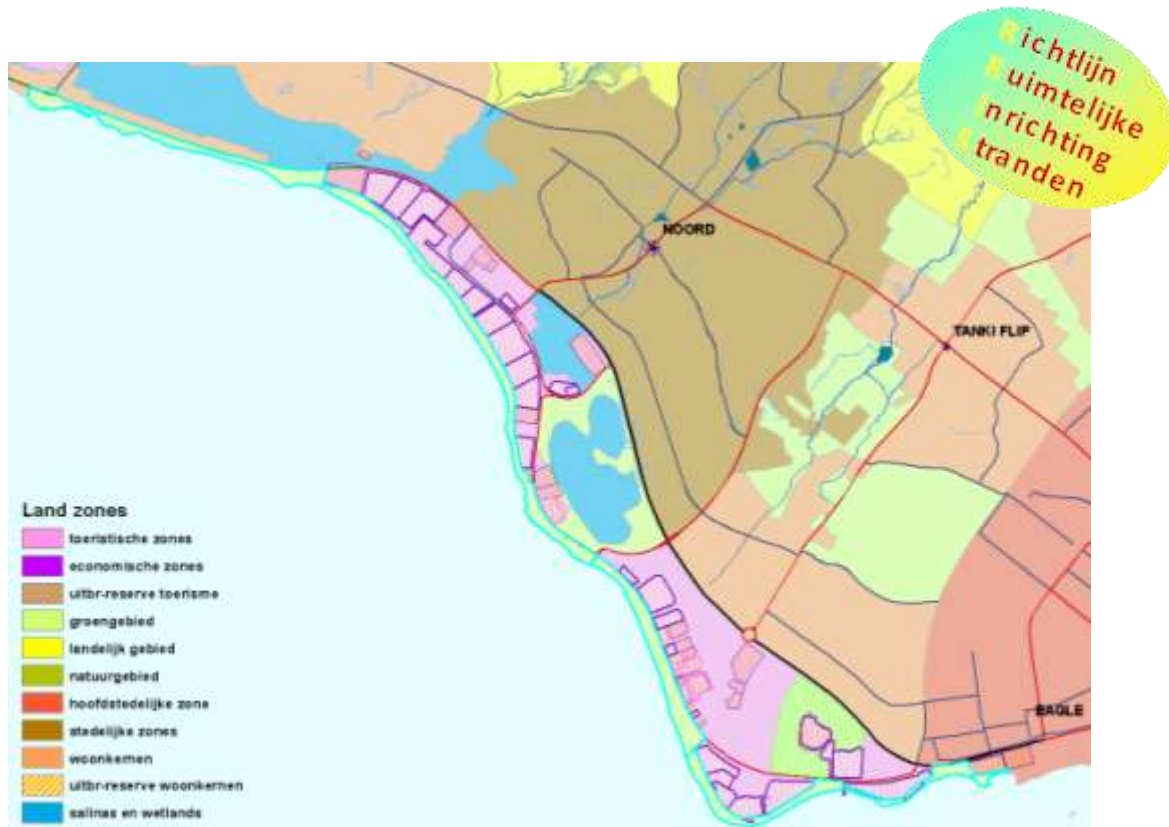 Richtlijn
Ruimtelijke
Inrichting
Stranden
NOORD
TANKI FLIP
EAGLE
Land zones
toeristische zones
economische zones
uitbr-reserve toerisme
groengebied
landelijk gebied
natuurgebied
hoofdstedelijke zone
stedelijke zones
woonkernen
uitbr-reserve woonkernen
salinas en wetlands